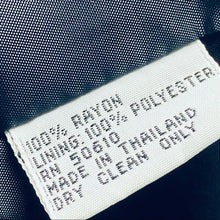 100% RAYON
LINING:100% POLYESTER
RN 50610
MADE IN THAILAND
DRY CLEAN ONLY